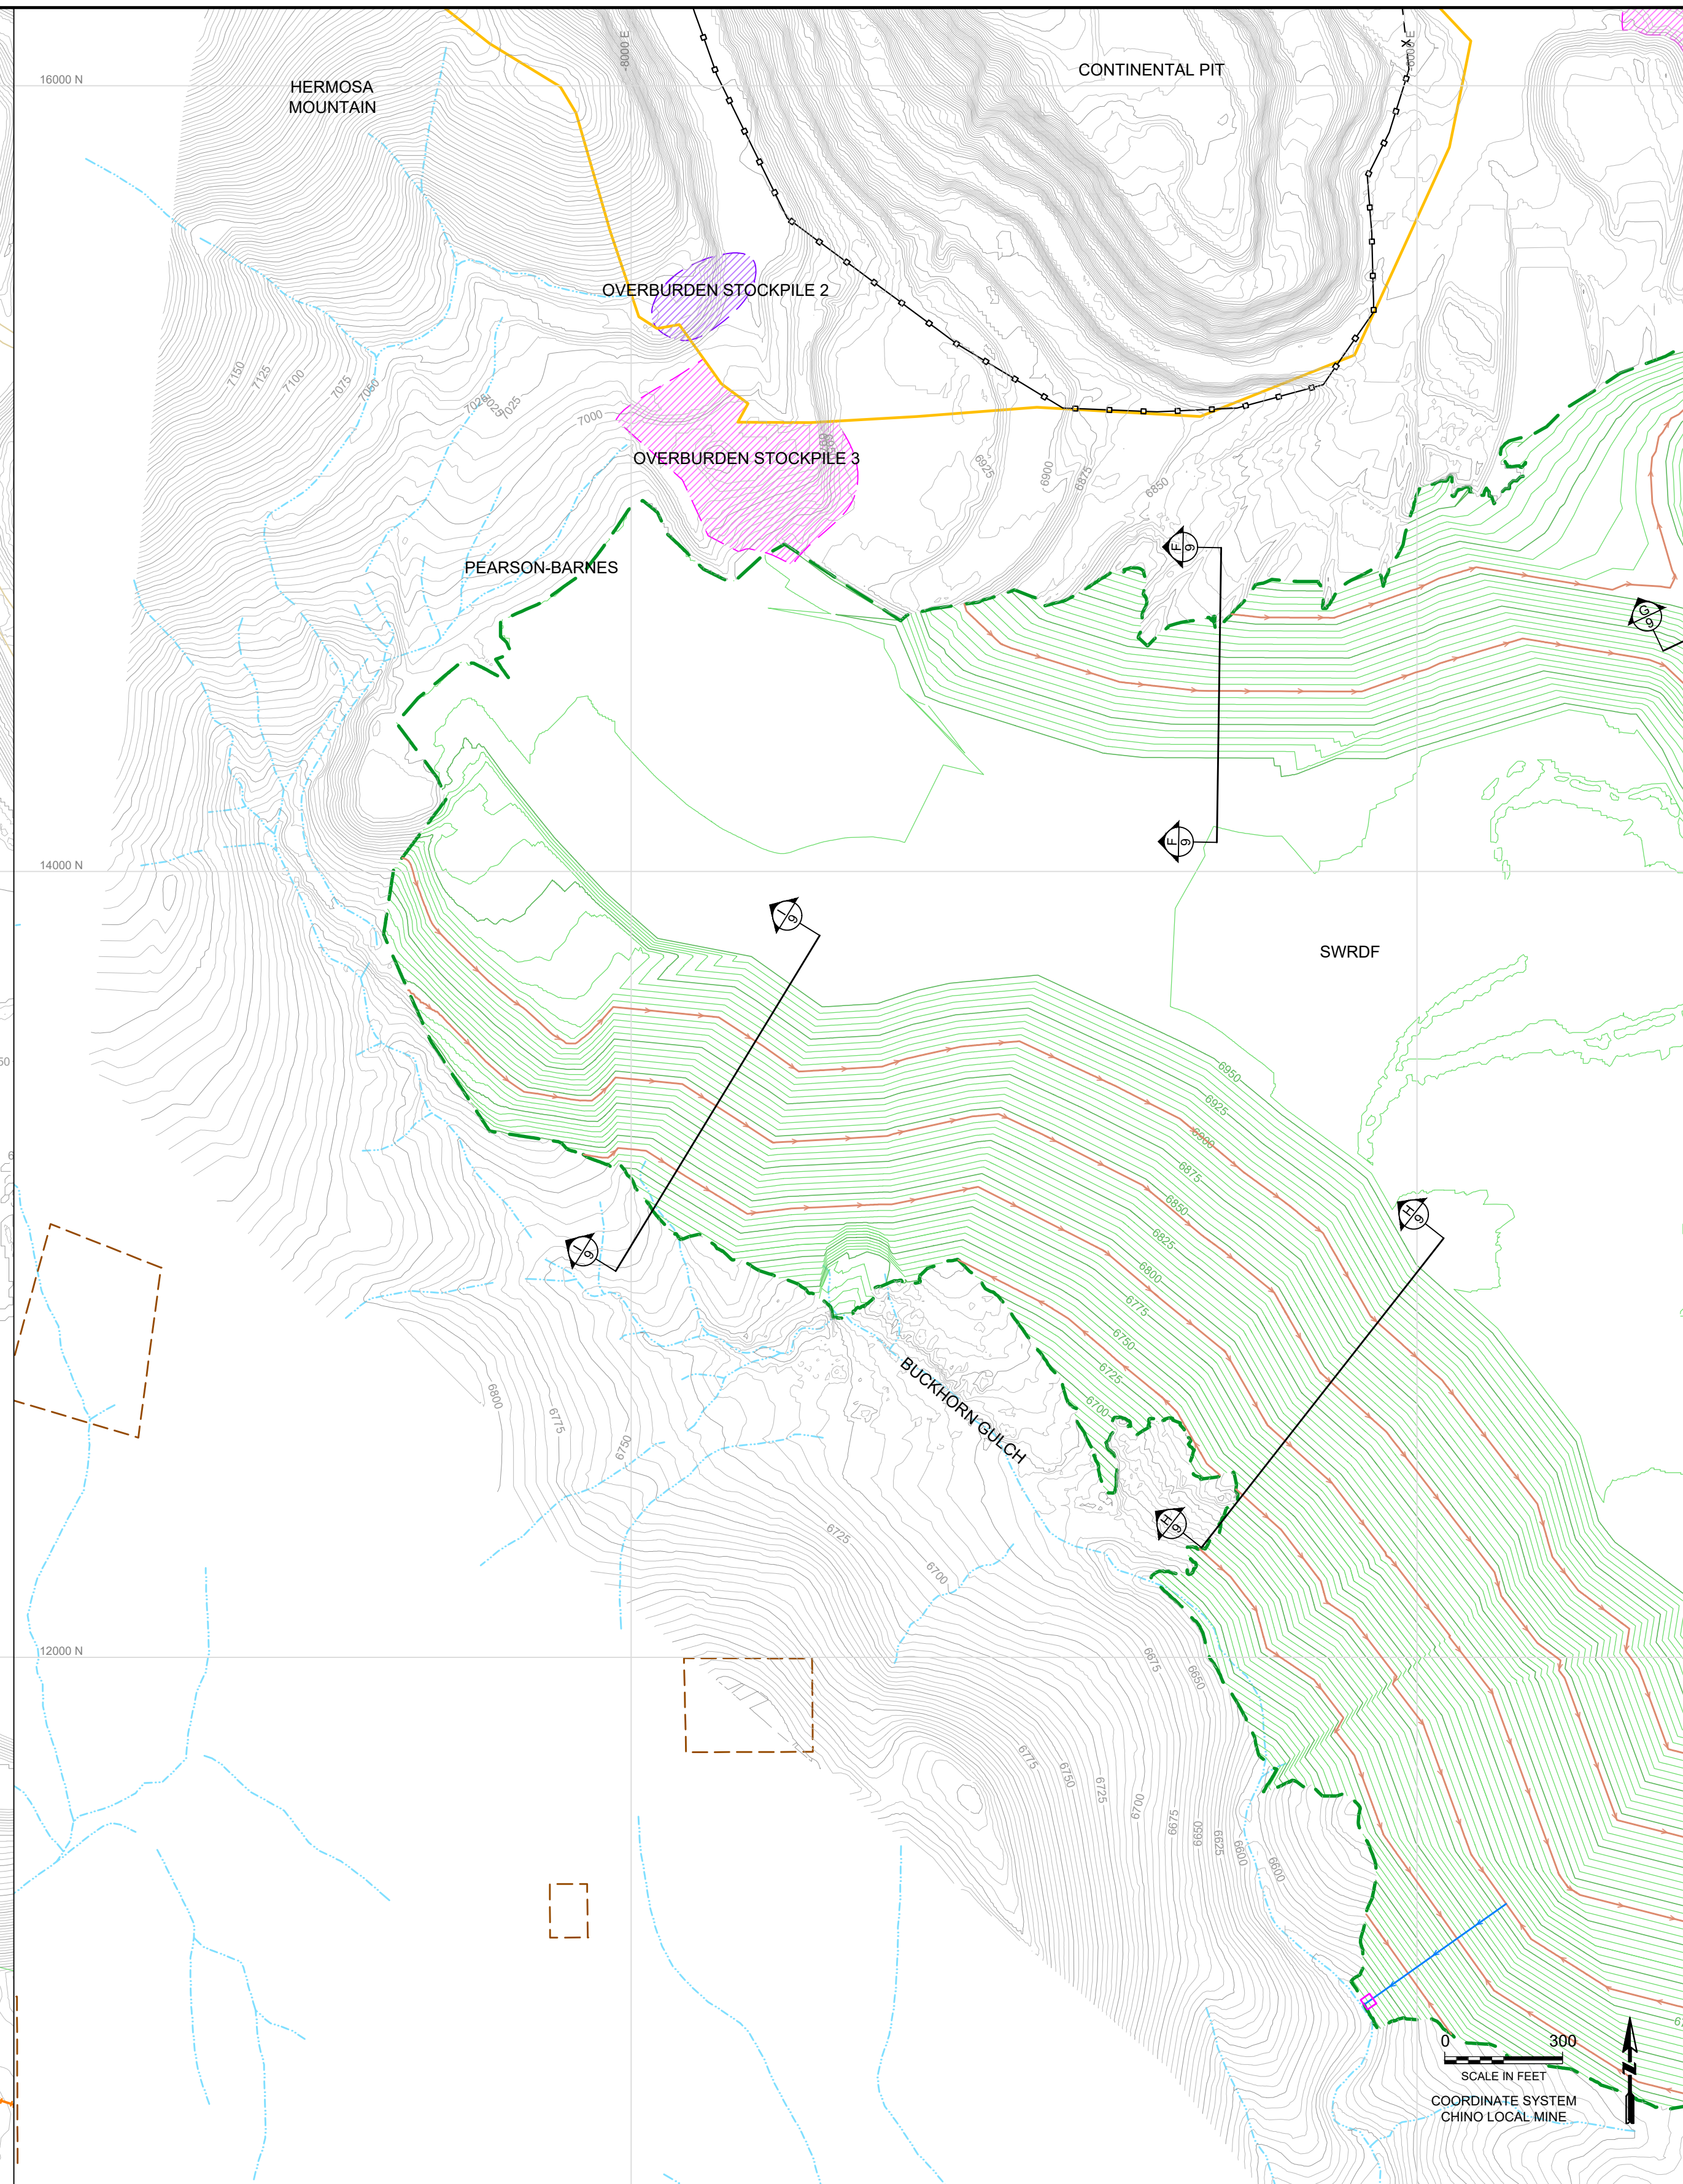 -8000 E
-6000 E
16000 N
HERMOSA
MOUNTAIN
CONTINENTAL PIT
X
OVERBURDEN STOCKPILE 2
7150
7125
7100
7075
7050
7025
7025
7025
7000
OVERBURDEN STOCKPILE 3
6925
6900
6875
6850
F
9
PEARSON-BARNES
G
9
F
9
14000 N
I
9
SWRDF
6950
6925
6900
6875
6850
6825
6800
6775
6750
6725
6700
H
9
I
9
BUCKHORN GULCH
6800
6775
6750
6725
6700
H
9
12000 N
6675
6650
6775
6750
6725
6700
6675
6650
6625
6600
6600
0 300
SCALE IN FEET
COORDINATE SYSTEM
CHINO LOCAL MINE
N